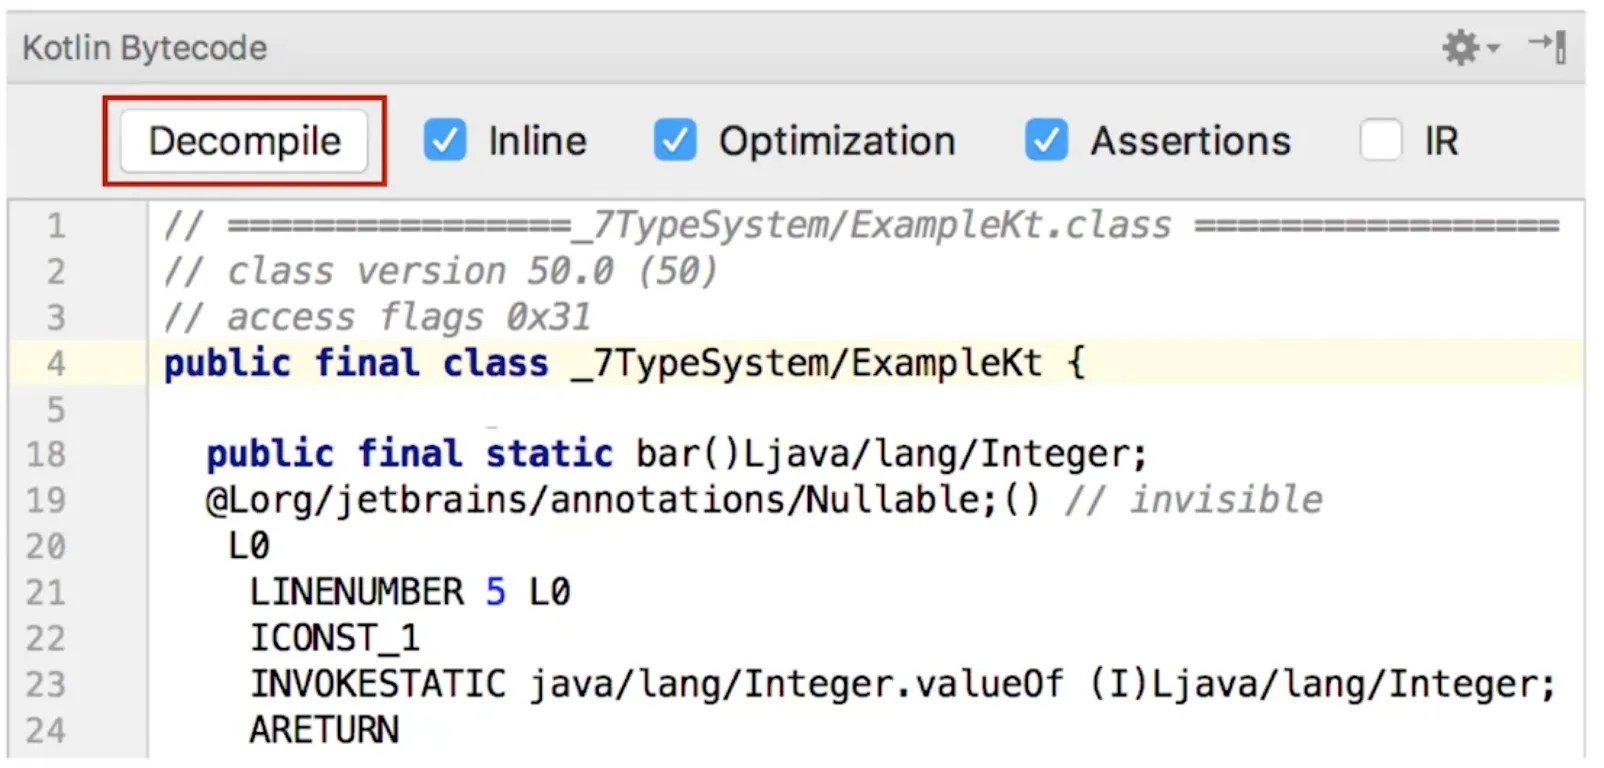 Kotlin Bytecode
Decompile Inline Optimization Assertions IR
1 // ================_7TypeSystem/ExampleKt.class =================
2 // class version 50.0 (50)
3 // access flags 0x31
4 public final class _7TypeSystem/ExampleKt {
5
18 public final static bar()Ljava/lang/Integer;
19 @Lorg/jetbrains/annotations/Nullable;() // invisible
20 L0
21 LINENUMBER 5 L0
22 ICONST_1
23 INVOKESTATIC java/lang/Integer.valueOf (I)Ljava/lang/Integer;
24 ARETURN